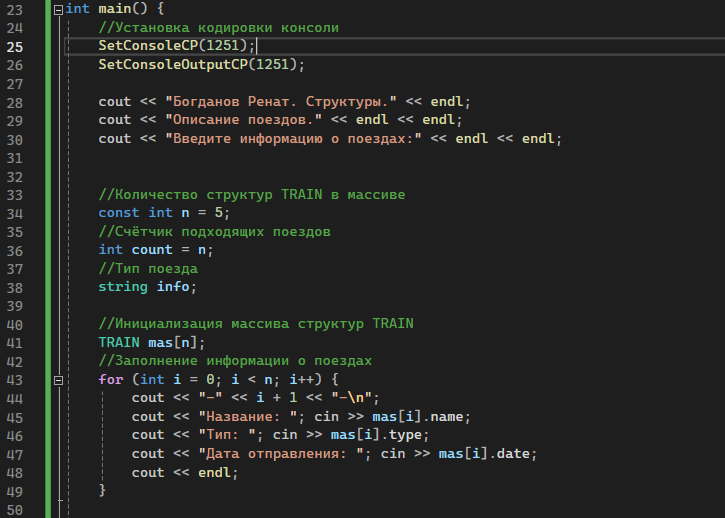 23 int main() {
24 //Установка кодировки консоли
25 SetConsoleCP(1251);
26 SetConsoleOutputCP(1251);
27
28 cout << "Богданов Ренат. Структуры." << endl;
29 cout << "Описание поездов." << endl << endl;
30 cout << "Введите информацию о поездах:" << endl << endl;
31
32
33 //Количество структур TRAIN в массиве
34 const int n = 5;
35 //Счётчик подходящих поездов
36 int count = n;
37 //Тип поезда
38 string info;
39
40 //Инициализация массива структур TRAIN
41 TRAIN mas[n];
42 //Заполнение информации о поездах
43 for (int i = 0; i < n; i++) {
44 cout << "-" << i + 1 << "-\n";
45 cout << "Название: "; cin >> mas[i].name;
46 cout << "Тип: "; cin >> mas[i].type;
47 cout << "Дата отправления: "; cin >> mas[i].date;
48 cout << endl;
49 }
50